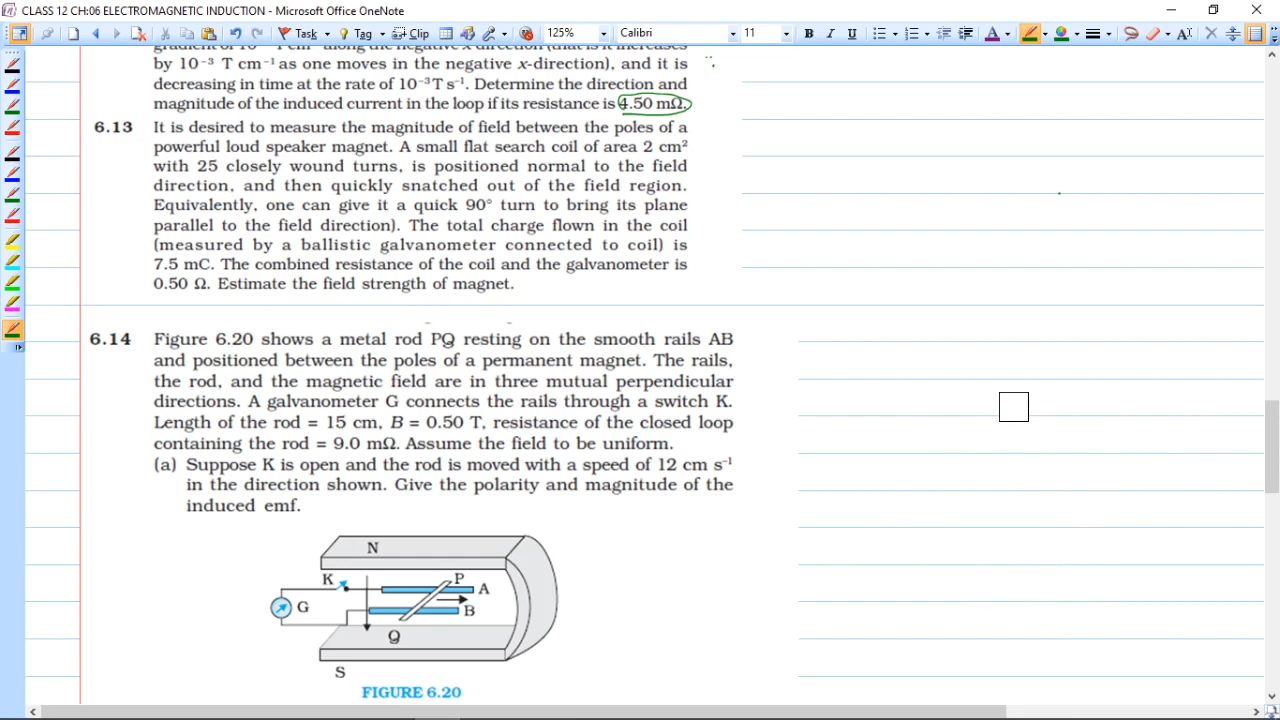 CLASS 12 CH:06 ELECTROMAGNETIC INDUCTION - Microsoft Office OneNote
Task Tag Clip 125% Calibri 11 B I U A
by 10⁻³ T cm⁻¹ as one moves in the negative x-direction), and it is
decreasing in time at the rate of 10⁻³ T s⁻¹. Determine the direction and
magnitude of the induced current in the loop if its resistance is 4.50 mΩ.
6.13 It is desired to measure the magnitude of field between the poles of a
powerful loud speaker magnet. A small flat search coil of area 2 cm²
with 25 closely wound turns, is positioned normal to the field
direction, and then quickly snatched out of the field region.
Equivalently, one can give it a quick 90° turn to bring its plane
parallel to the field direction). The total charge flown in the coil
(measured by a ballistic galvanometer connected to coil) is
7.5 mC. The combined resistance of the coil and the galvanometer is
0.50 Ω. Estimate the field strength of magnet.
6.14 Figure 6.20 shows a metal rod PQ resting on the smooth rails AB
and positioned between the poles of a permanent magnet. The rails,
the rod, and the magnetic field are in three mutual perpendicular
directions. A galvanometer G connects the rails through a switch K.
Length of the rod = 15 cm, B = 0.50 T, resistance of the closed loop
containing the rod = 9.0 mΩ. Assume the field to be uniform.
(a) Suppose K is open and the rod is moved with a speed of 12 cm s⁻¹
in the direction shown. Give the polarity and magnitude of the
induced emf.
N
K P A
G B
Q
S
FIGURE 6.20